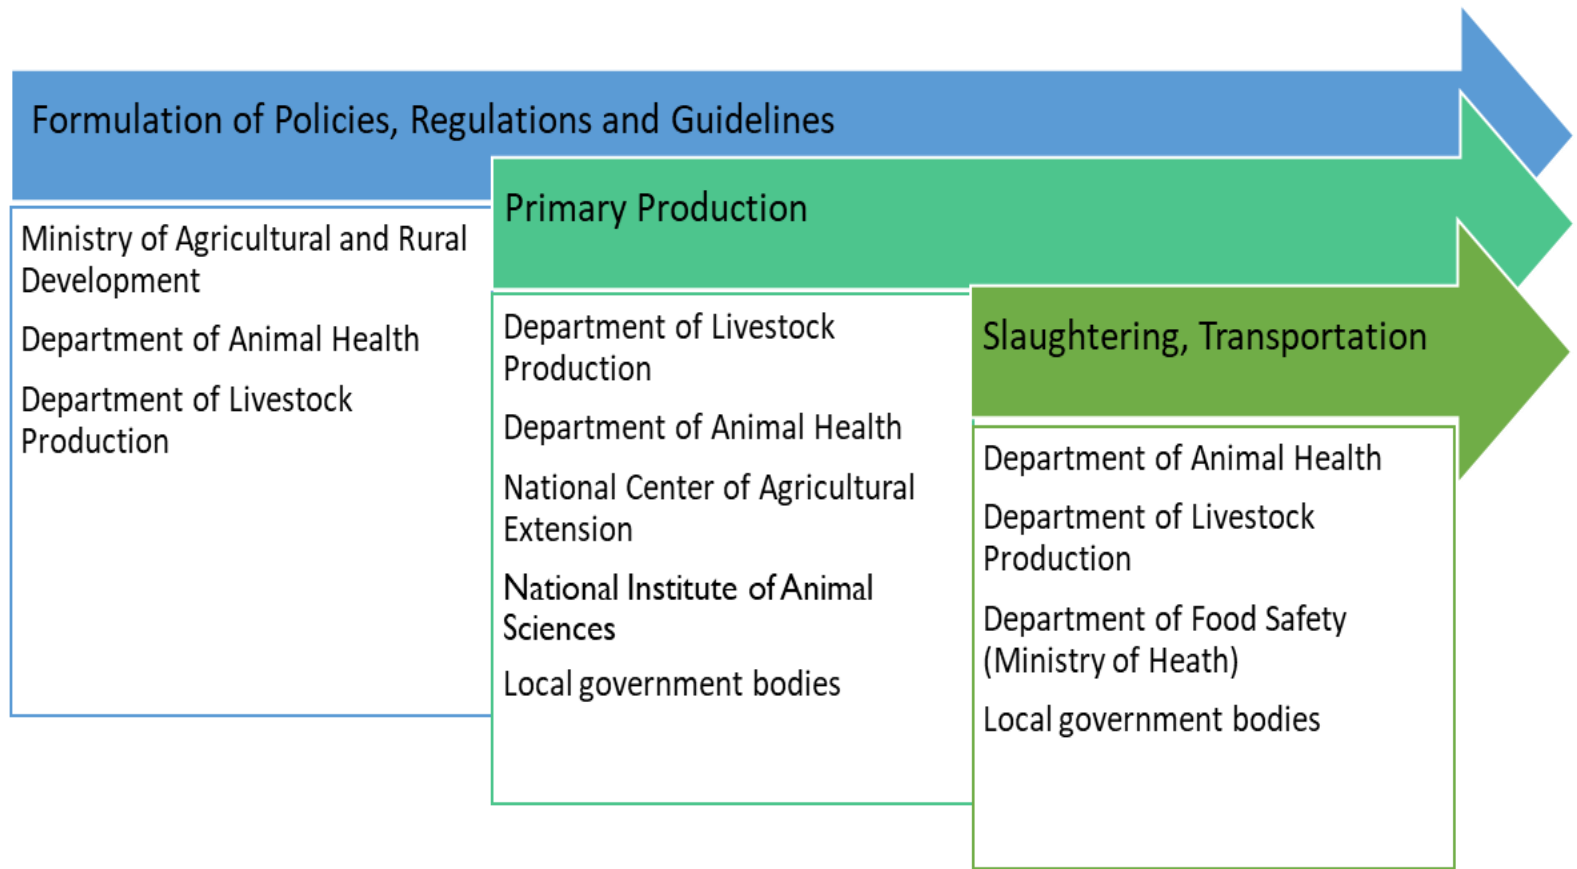 Formulation of Policies, Regulations and Guidelines
Ministry of Agricultural and Rural
Development
Department of Animal Health
Department of Livestock
Production
Primary Production
Department of Livestock
Production
Department of Animal Health
National Center of Agricultural
Extension
National Institute of Animal
Sciences
Local government bodies
Slaughtering, Transportation
Department of Animal Health
Department of Livestock
Production
Department of Food Safety
(Ministry of Heath)
Local government bodies